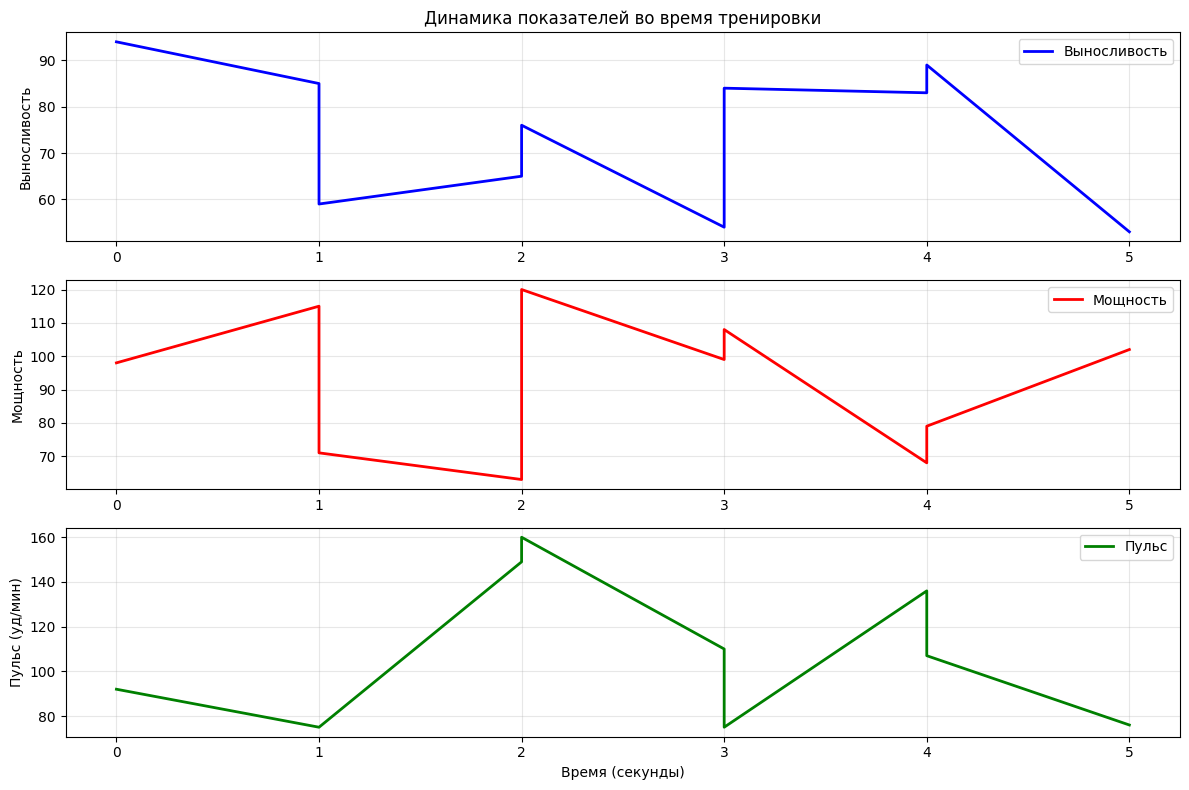 Динамика показателей во время тренировки
Выносливость
Выносливость
90
80
70
60
0 1 2 3 4 5
Мощность
Мощность
120
110
100
90
80
70
0 1 2 3 4 5
Пульс
Пульс (уд/мин)
160
140
120
100
80
0 1 2 3 4 5
Время (секунды)